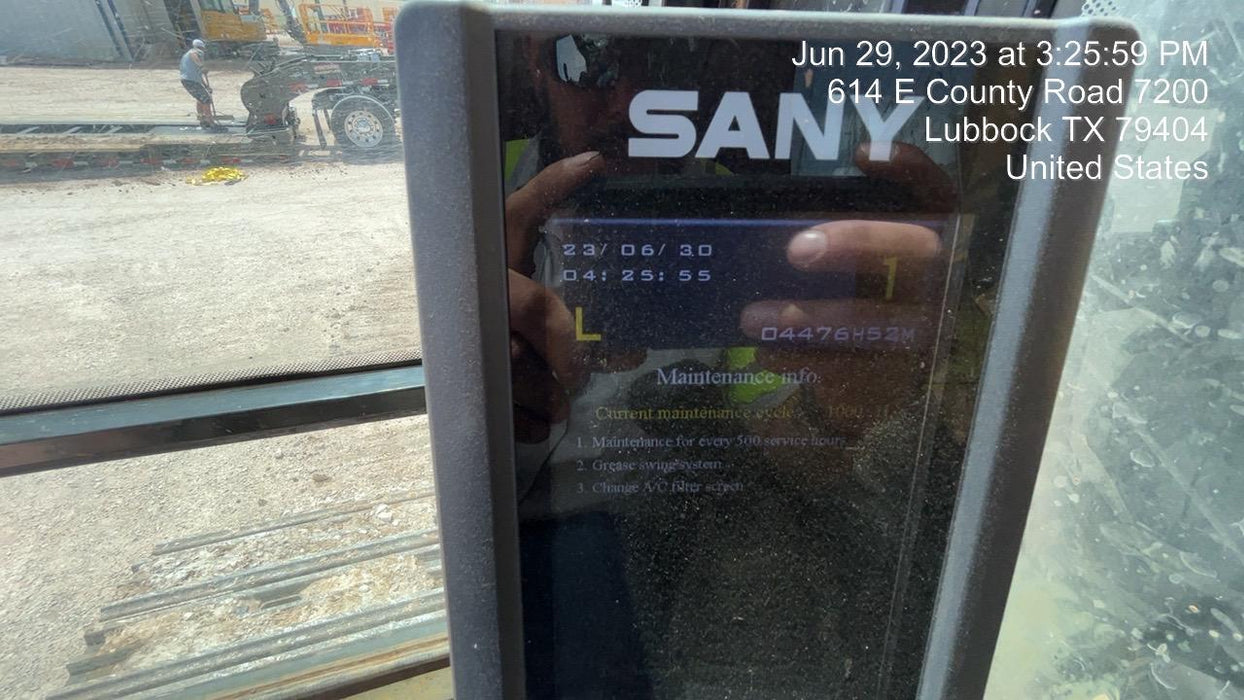 Jun 29, 2023 at 3:25:59 PM
614 E County Road 7200
Lubbock TX 79404
United States
SANY
23/ 06/ 30
04: 25: 55
1
L
04476H52M
Maintenance info:
Current maintenance cycle: 1000 H
1. Maintenance for every 500 service hours
2. Grease swing system
3. Change A/C filter screen